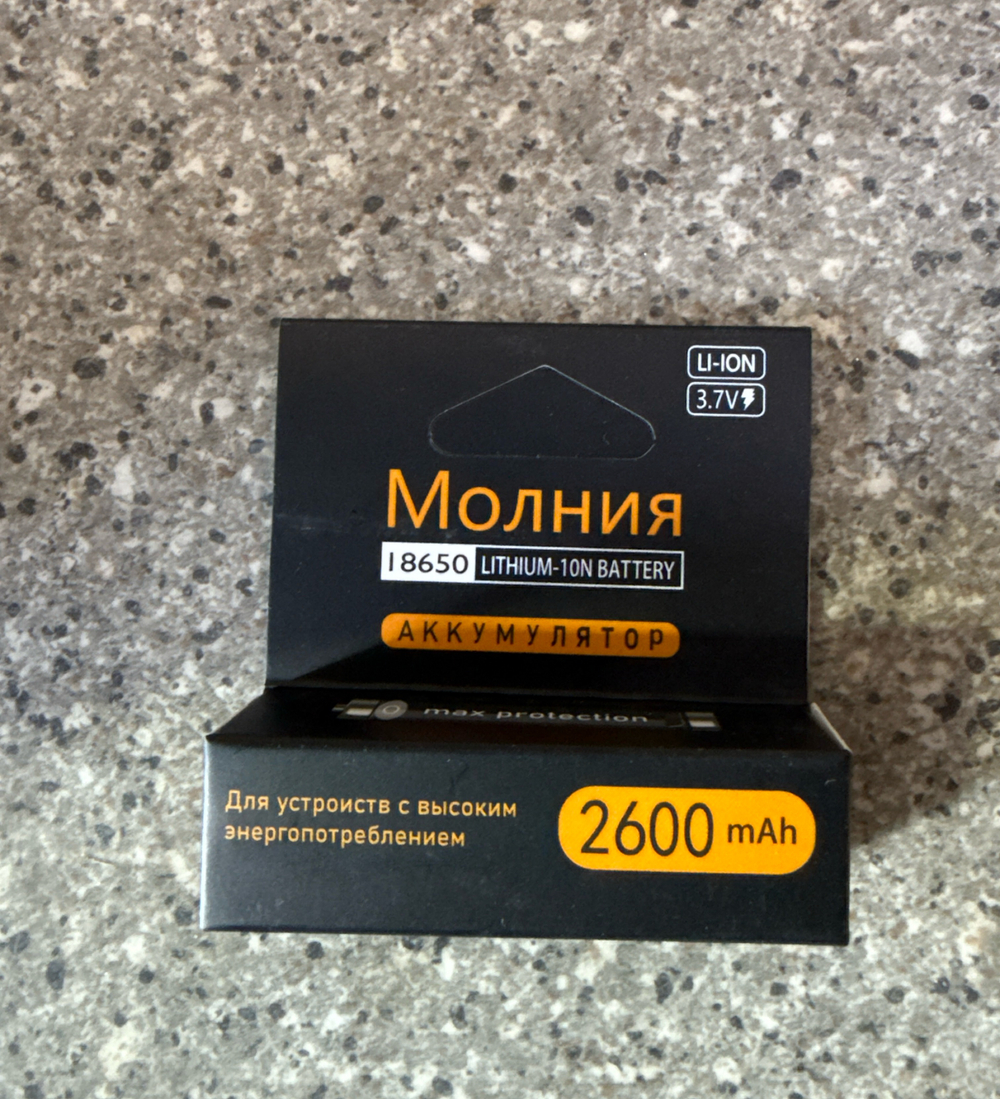 LI-ION
3.7V
Молния
18650 LITHIUM-10N BATTERY
АККУМУЛЯТОР
max protection
Для устроиств с высоким
энергопотреблением
2600 mAh